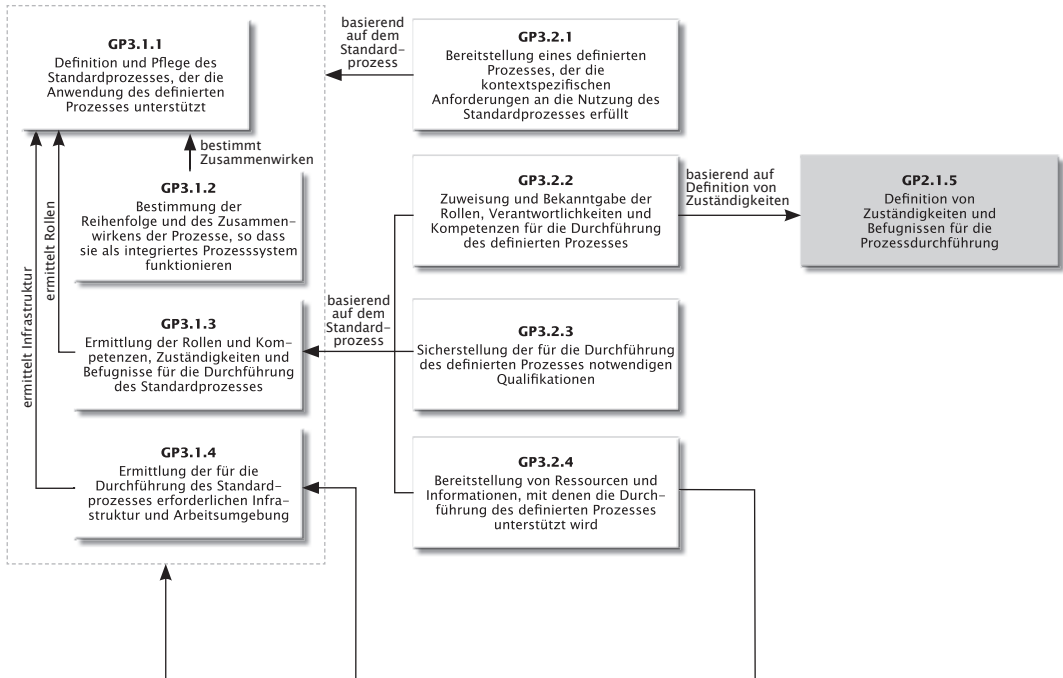 GP3.1.1
Definition und Pflege des
Standardprozesses, der die
Anwendung des definierten
Prozesses unterstützt
basierend
auf dem
Standard-
prozess
GP3.2.1
Bereitstellung eines definierten
Prozesses, der die
kontextspezifischen
Anforderungen an die Nutzung des
Standardprozesses erfüllt
bestimmt
Zusammenwirken
GP3.1.2
Bestimmung der
Reihenfolge und des Zusammen-
wirkens der Prozesse, so dass
sie als integriertes Prozesssystem
funktionieren
GP3.2.2
Zuweisung und Bekanntgabe der
Rollen, Verantwortlichkeiten und
Kompetenzen für die Durchführung
des definierten Prozesses
basierend auf
Definition von
Zuständigkeiten
GP2.1.5
Definition von
Zuständigkeiten und
Befugnissen für die
Prozessdurchführung
ermittelt Infrastruktur
ermittelt Rollen
GP3.1.3
Ermittlung der Rollen und Kom-
petenzen, Zuständigkeiten und
Befugnisse für die Durchführung
des Standardprozesses
basierend
auf dem
Standard-
prozess
GP3.2.3
Sicherstellung der für die Durchführung
des definierten Prozesses notwendigen
Qualifikationen
GP3.1.4
Ermittlung der für die
Durchführung des Standard-
prozesses erforderlichen Infra-
struktur und Arbeitsumgebung
GP3.2.4
Bereitstellung von Ressourcen und
Informationen, mit denen die Durch-
führung des definierten Prozesses
unterstützt wird